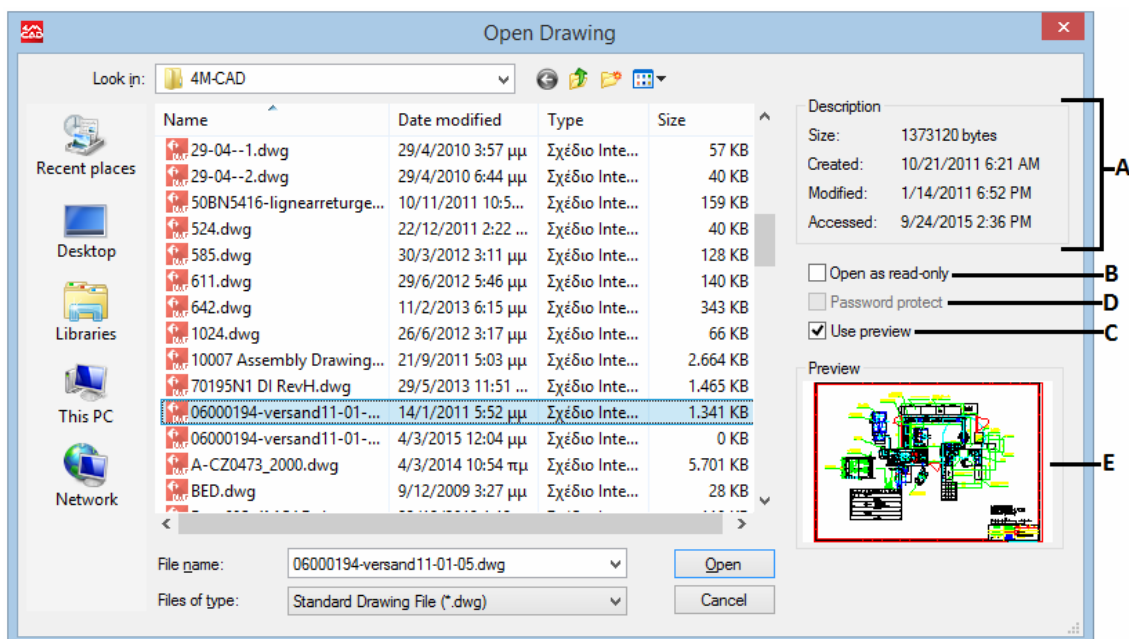 4M CAD
Open Drawing
Look in: 4M-CAD
Recent places
Desktop
Libraries
This PC
Network
Name Date modified Type Size
29-04--1.dwg 29/4/2010 3:57 μμ Σχέδιο Inte... 57 KB
29-04--2.dwg 29/4/2010 6:44 μμ Σχέδιο Inte... 40 KB
50BN5416-lignearreturge... 10/11/2011 10:5... Σχέδιο Inte... 159 KB
524.dwg 22/12/2011 2:22 ... Σχέδιο Inte... 40 KB
585.dwg 30/3/2012 3:11 μμ Σχέδιο Inte... 128 KB
611.dwg 29/6/2012 5:46 μμ Σχέδιο Inte... 140 KB
642.dwg 11/2/2013 6:15 μμ Σχέδιο Inte... 343 KB
1024.dwg 26/6/2012 3:17 μμ Σχέδιο Inte... 66 KB
10007 Assembly Drawing... 21/9/2011 5:03 μμ Σχέδιο Inte... 2.664 KB
70195N1 DI RevH.dwg 29/5/2013 11:51 ... Σχέδιο Inte... 1.465 KB
06000194-versand11-01-... 14/1/2011 5:52 μμ Σχέδιο Inte... 1.341 KB
06000194-versand11-01-... 4/3/2015 12:04 μμ Σχέδιο Inte... 0 KB
A-CZ0473_2000.dwg 4/3/2014 10:54 πμ Σχέδιο Inte... 5.701 KB
BED.dwg 9/12/2009 3:27 μμ Σχέδιο Inte... 28 KB
File name: 06000194-versand11-01-05.dwg Open
Files of type: Standard Drawing File (*.dwg) Cancel
Description
Size: 1373120 bytes
Created: 10/21/2011 6:21 AM
Modified: 1/14/2011 6:52 PM
Accessed: 9/24/2015 2:36 PM
A
Open as read-only B
Password protect D
Use preview C
Preview
E